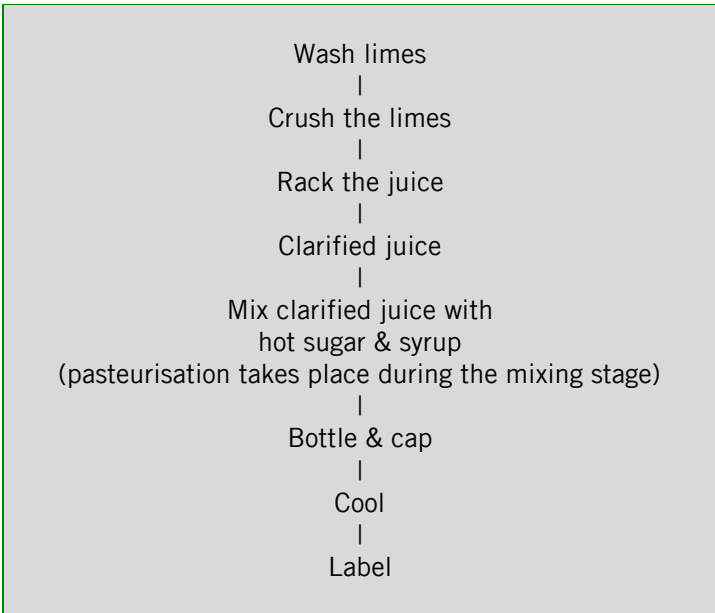 Wash limes
|
Crush the limes
|
Rack the juice
|
Clarified juice
|
Mix clarified juice with
hot sugar & syrup
(pasteurisation takes place during the mixing stage)
|
Bottle & cap
|
Cool
|
Label